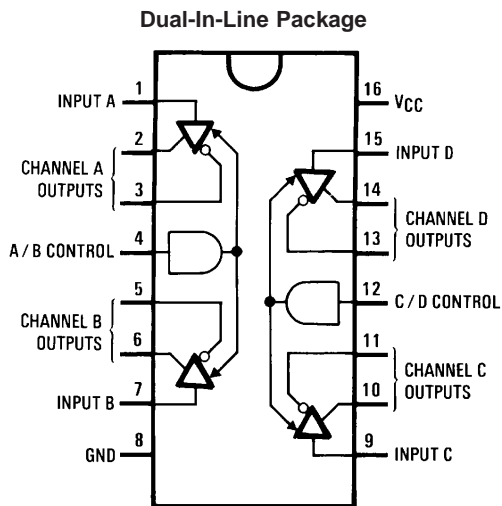 Dual-In-Line Package
1
INPUT A
2
CHANNEL A
OUTPUTS
3
4
A/B CONTROL
5
CHANNEL B
OUTPUTS
6
7
INPUT B
8
GND
16
VCC
15
INPUT D
14
CHANNEL D
OUTPUTS
13
12
C/D CONTROL
11
CHANNEL C
OUTPUTS
10
9
INPUT C